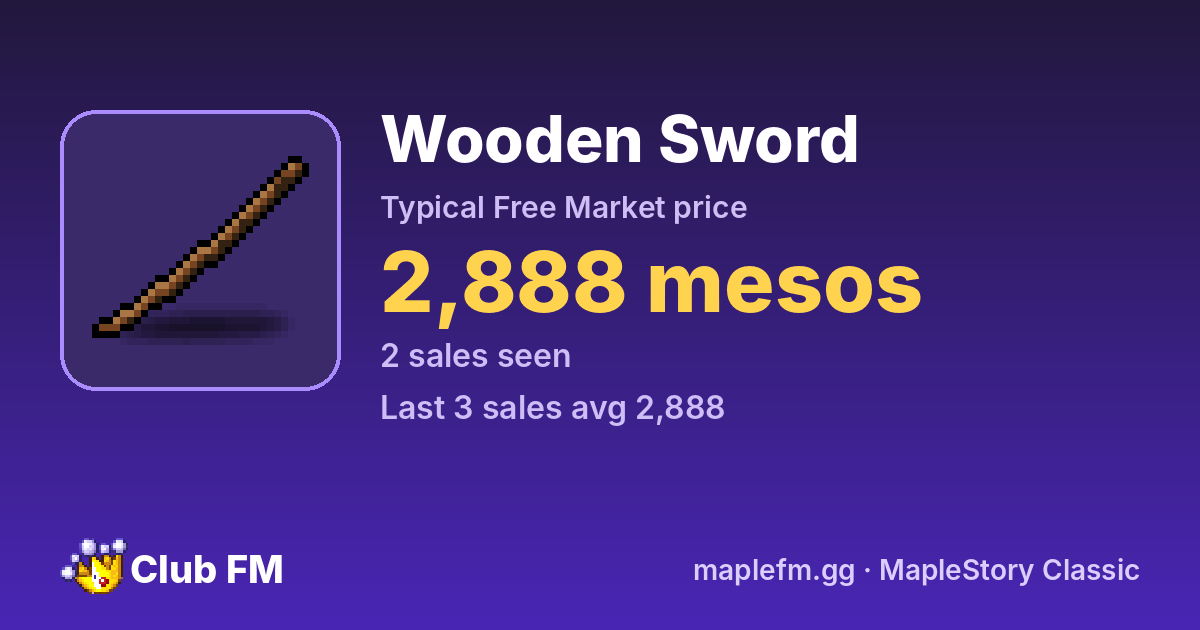 Wooden Sword
Typical Free Market price
2,888 mesos
2 sales seen
Last 3 sales avg 2,888
Club FM
maplefm.gg · MapleStory Classic